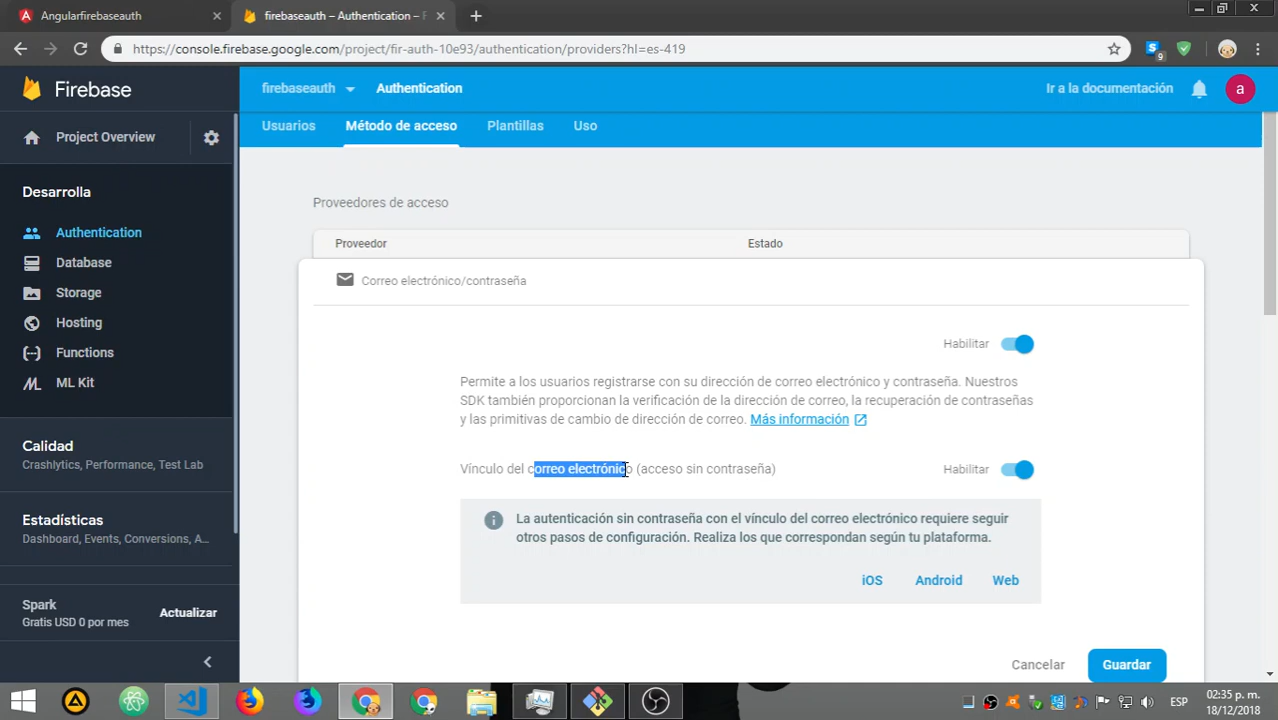 Angularfirebaseauth
firebaseauth – Authentication – F
https://console.firebase.google.com/project/fir-auth-10e93/authentication/providers?hl=es-419
9
Firebase
firebaseauth
Authentication
Ir a la documentación
a
Project Overview
Usuarios
Método de acceso
Plantillas
Uso
Desarrolla
Authentication
Database
Storage
Hosting
Functions
ML Kit
Calidad
Crashlytics, Performance, Test Lab
Estadísticas
Dashboard, Events, Conversions, A...
Spark
Gratis USD 0 por mes
Actualizar
Proveedores de acceso
Proveedor
Estado
Correo electrónico/contraseña
Habilitar
Permite a los usuarios registrarse con su dirección de correo electrónico y contraseña. Nuestros
SDK también proporcionan la verificación de la dirección de correo, la recuperación de contraseñas
y las primitivas de cambio de dirección de correo. Más información
Vínculo del correo electrónico (acceso sin contraseña)
Habilitar
La autenticación sin contraseña con el vínculo del correo electrónico requiere seguir
otros pasos de configuración. Realiza los que correspondan según tu plataforma.
iOS
Android
Web
Cancelar
Guardar
ESP
02:35 p. m.
18/12/2018